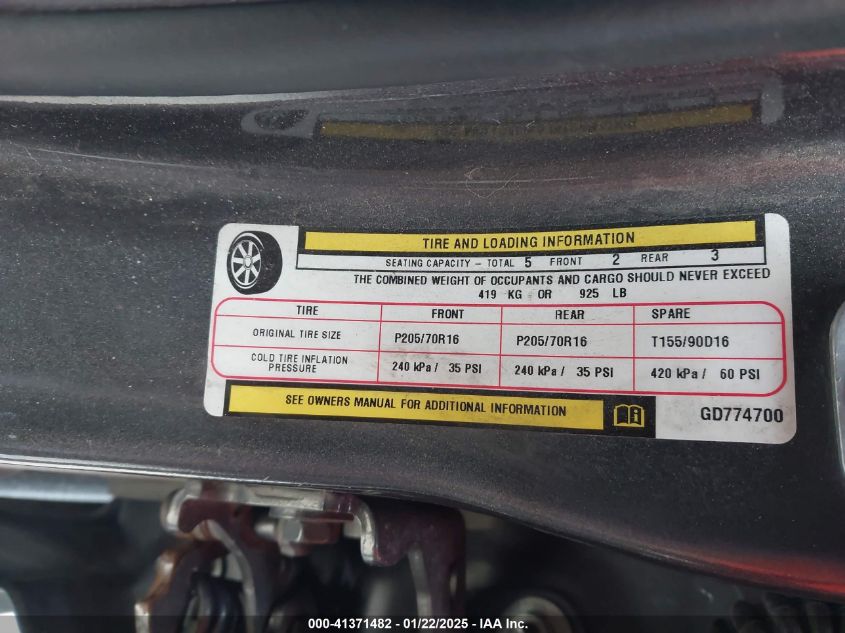 TIRE AND LOADING INFORMATION
SEATING CAPACITY - TOTAL 5 FRONT 2 REAR 3
THE COMBINED WEIGHT OF OCCUPANTS AND CARGO SHOULD NEVER EXCEED
419 KG OR 925 LB
TIRE FRONT REAR SPARE
ORIGINAL TIRE SIZE P205/70R16 P205/70R16 T155/90D16
COLD TIRE INFLATION
PRESSURE 240 kPa / 35 PSI 240 kPa / 35 PSI 420 kPa / 60 PSI
SEE OWNERS MANUAL FOR ADDITIONAL INFORMATION
GD774700
000-41371482 - 01/22/2025 - IAA Inc.